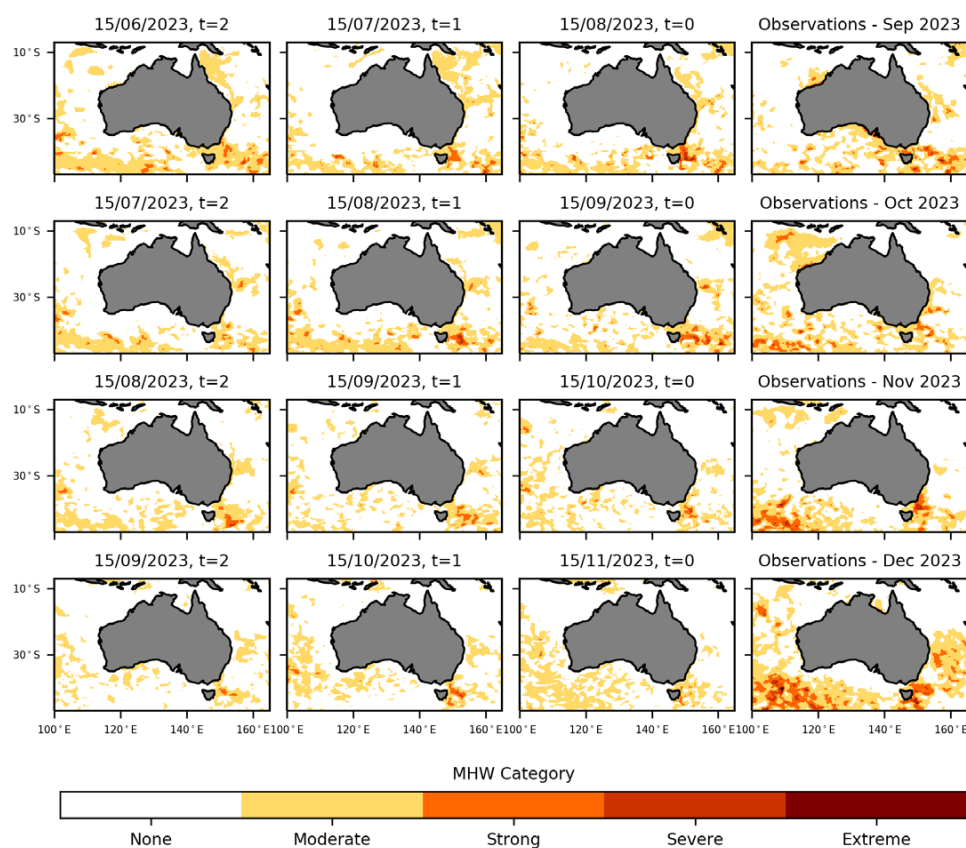 15/06/2023, t=2 15/07/2023, t=1 15/08/2023, t=0 Observations - Sep 2023
10°S
30°S
15/07/2023, t=2 15/08/2023, t=1 15/09/2023, t=0 Observations - Oct 2023
10°S
30°S
15/08/2023, t=2 15/09/2023, t=1 15/10/2023, t=0 Observations - Nov 2023
10°S
30°S
15/09/2023, t=2 15/10/2023, t=1 15/11/2023, t=0 Observations - Dec 2023
10°S
30°S
100°E 120°E 140°E 160°E 100°E 120°E 140°E 160°E 100°E 120°E 140°E 160°E 100°E 120°E 140°E 160°E
MHW Category
None Moderate Strong Severe Extreme